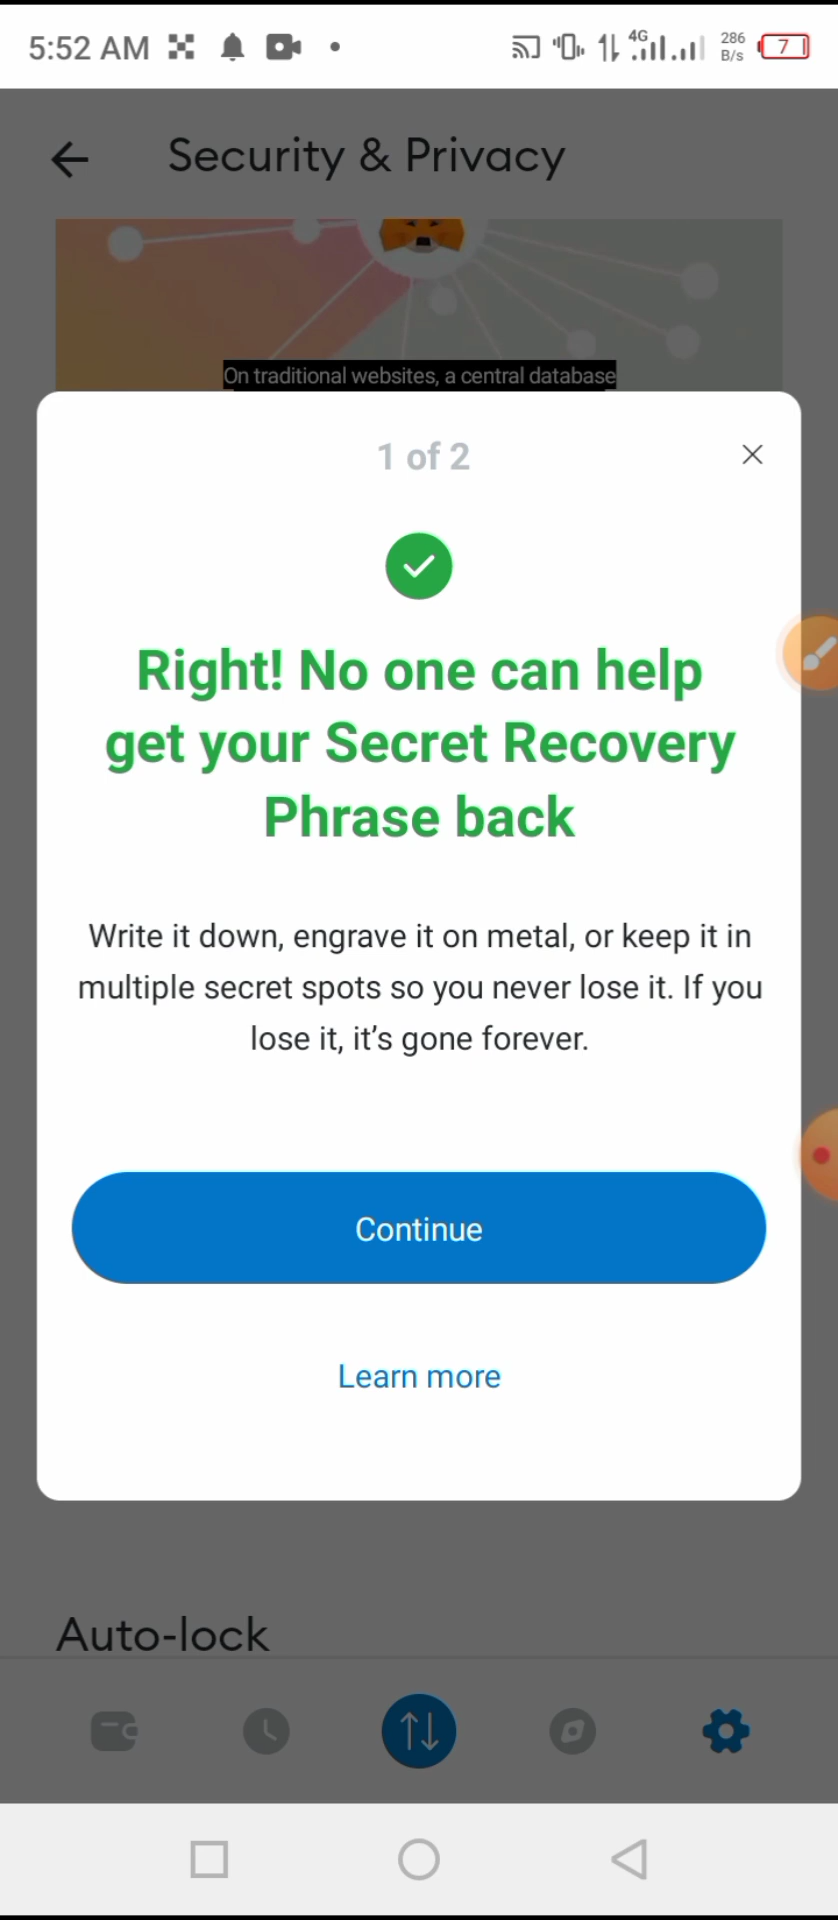 5:52 AM
4G
286
B/s
7
Security & Privacy
On traditional websites, a central database
1 of 2
Right! No one can help
get your Secret Recovery
Phrase back
Write it down, engrave it on metal, or keep it in
multiple secret spots so you never lose it. If you
lose it, it’s gone forever.
Continue
Learn more
Auto-lock